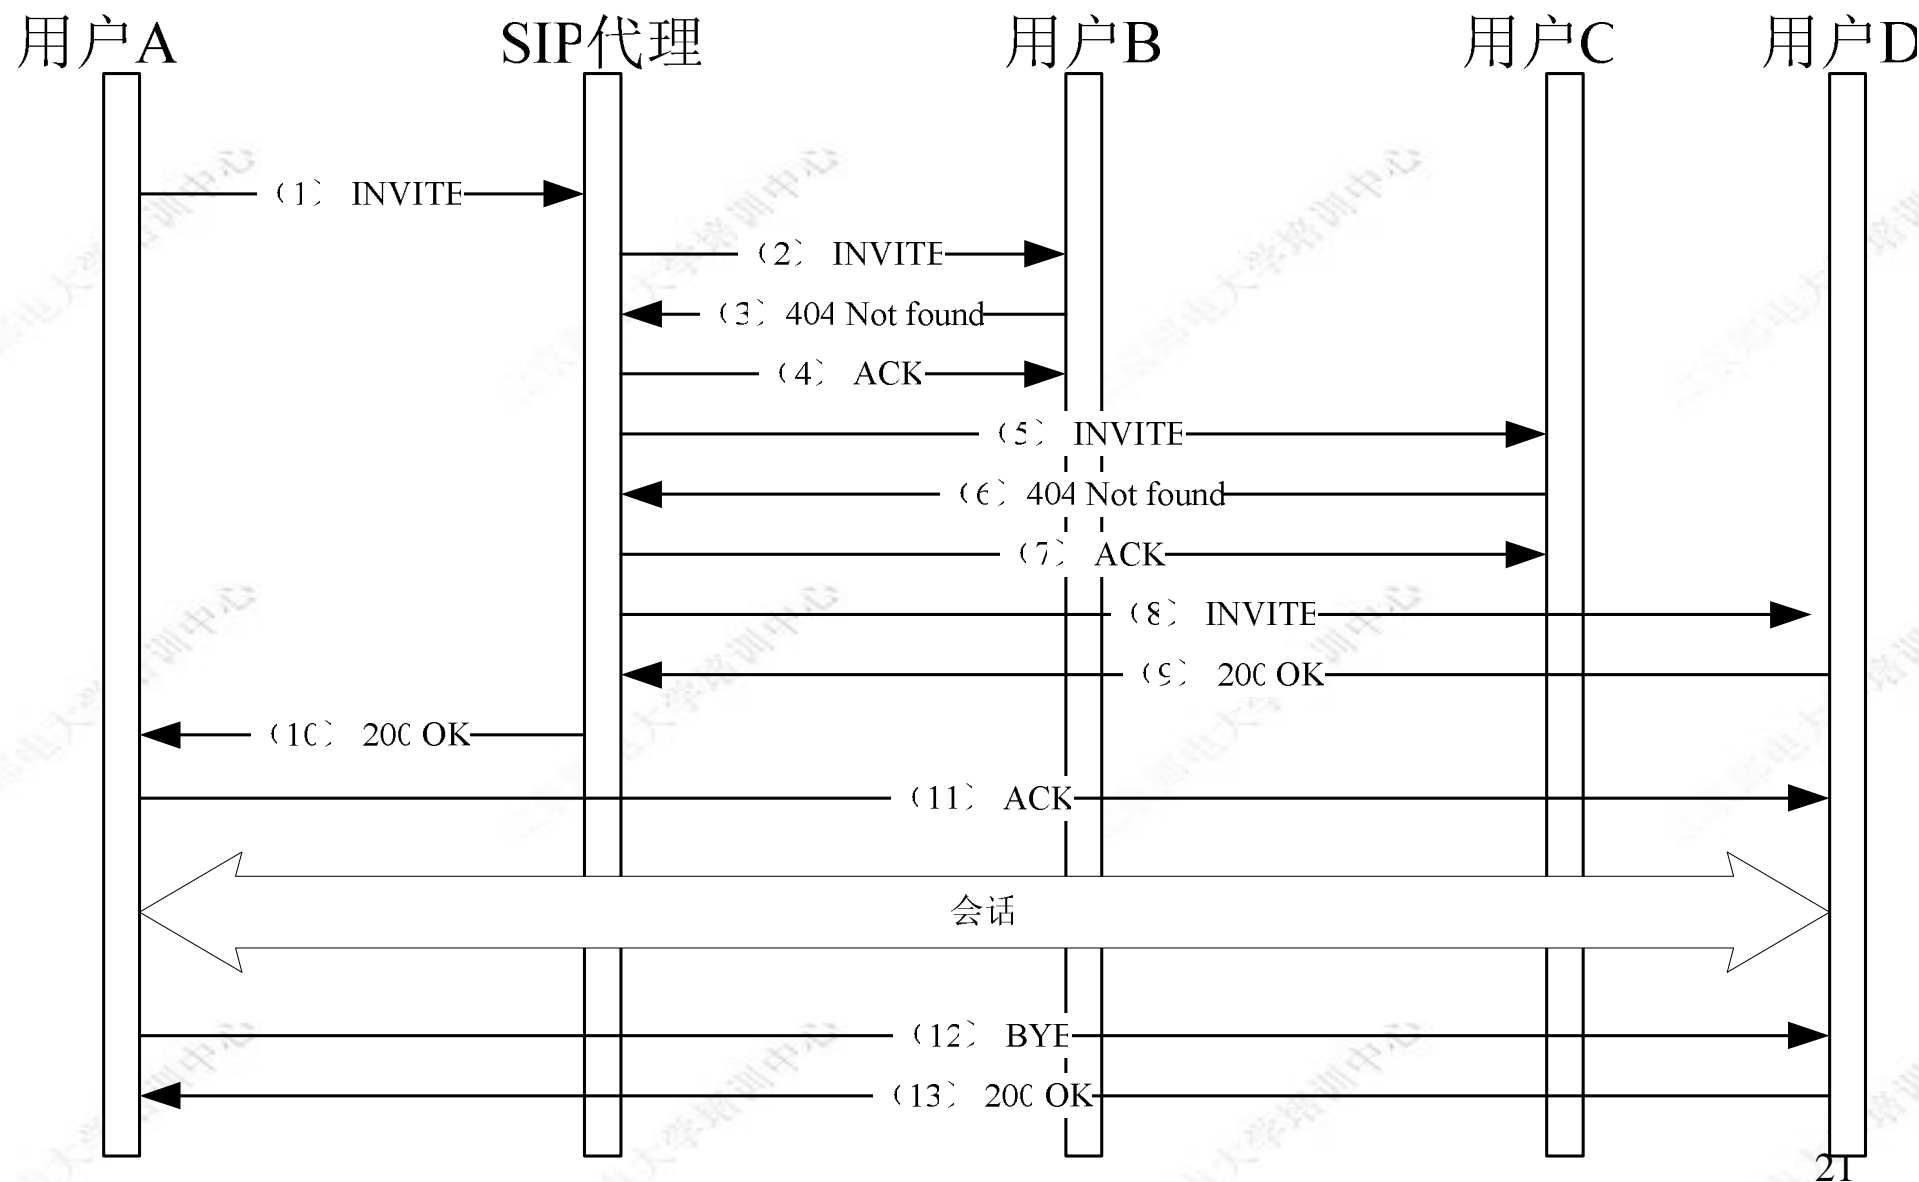 用户A SIP代理 用户B 用户C 用户D
(1) INVITE
(2) INVITE
(3) 404 Not found
(4) ACK
(5) INVITE
(6) 404 Not found
(7) ACK
(8) INVITE
(9) 200 OK
(10) 200 OK
(11) ACK
会话
(12) BYE
(13) 200 OK
21